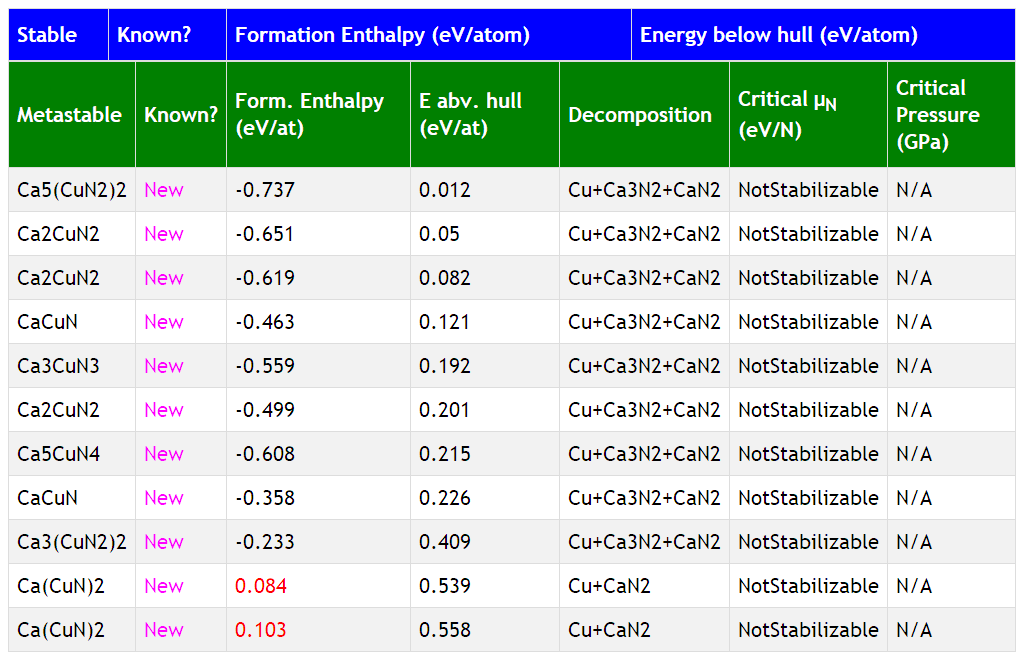 Stable Known? Formation Enthalpy (eV/atom) Energy below hull (eV/atom)
Metastable Known? Form. Enthalpy (eV/at) E abv. hull (eV/at) Decomposition Critical μN (eV/N) Critical Pressure (GPa)
Ca5(CuN2)2 New -0.737 0.012 Cu+Ca3N2+CaN2 NotStabilizable N/A
Ca2CuN2 New -0.651 0.05 Cu+Ca3N2+CaN2 NotStabilizable N/A
Ca2CuN2 New -0.619 0.082 Cu+Ca3N2+CaN2 NotStabilizable N/A
CaCuN New -0.463 0.121 Cu+Ca3N2+CaN2 NotStabilizable N/A
Ca3CuN3 New -0.559 0.192 Cu+Ca3N2+CaN2 NotStabilizable N/A
Ca2CuN2 New -0.499 0.201 Cu+Ca3N2+CaN2 NotStabilizable N/A
Ca5CuN4 New -0.608 0.215 Cu+Ca3N2+CaN2 NotStabilizable N/A
CaCuN New -0.358 0.226 Cu+Ca3N2+CaN2 NotStabilizable N/A
Ca3(CuN2)2 New -0.233 0.409 Cu+Ca3N2+CaN2 NotStabilizable N/A
Ca(CuN)2 New 0.084 0.539 Cu+CaN2 NotStabilizable N/A
Ca(CuN)2 New 0.103 0.558 Cu+CaN2 NotStabilizable N/A